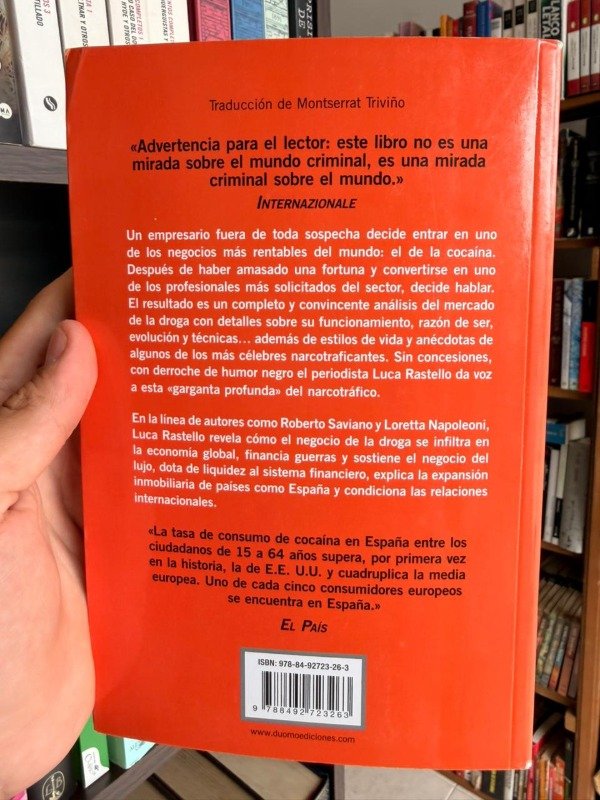 Traducción de Montserrat Triviño
«Advertencia para el lector: este libro no es una
mirada sobre el mundo criminal, es una mirada
criminal sobre el mundo.»
INTERNAZIONALE
Un empresario fuera de toda sospecha decide entrar en uno
de los negocios más rentables del mundo: el de la cocaína.
Después de haber amasado una fortuna y convertirse en uno
de los profesionales más solicitados del sector, decide hablar.
El resultado es un completo y convincente análisis del mercado
de la droga con detalles sobre su funcionamiento, razón de ser,
evolución y técnicas... además de estilos de vida y anécdotas de
algunos de los más célebres narcotraficantes. Sin concesiones,
con derroche de humor negro el periodista Luca Rastello da voz
a esta «garganta profunda» del narcotráfico.
En la línea de autores como Roberto Saviano y Loretta Napoleoni,
Luca Rastello revela cómo el negocio de la droga se infiltra en
la economía global, financia guerras y sostiene el negocio del
lujo, dota de liquidez al sistema financiero, explica la expansión
inmobiliaria de países como España y condiciona las relaciones
internacionales.
«La tasa de consumo de cocaína en España entre los
ciudadanos de 15 a 64 años supera, por primera vez
en la historia, la de E.E. U.U. y cuadruplica la media
europea. Uno de cada cinco consumidores europeos
se encuentra en España.»
EL PAÍS
ISBN: 978-84-92723-26-3
9 788492 723263
www.duomoediciones.com